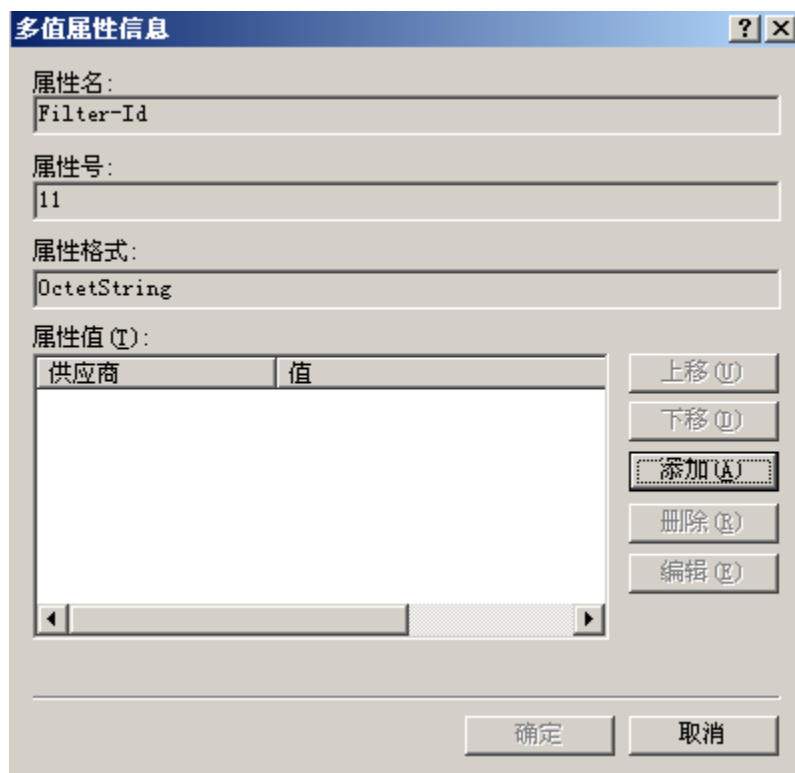 多值属性信息
属性名:
Filter-Id
属性号:
11
属性格式:
OctetString
属性值(T):
供应商 值
上移(U)
下移(D)
添加(A)
删除(R)
编辑(E)
确定 取消